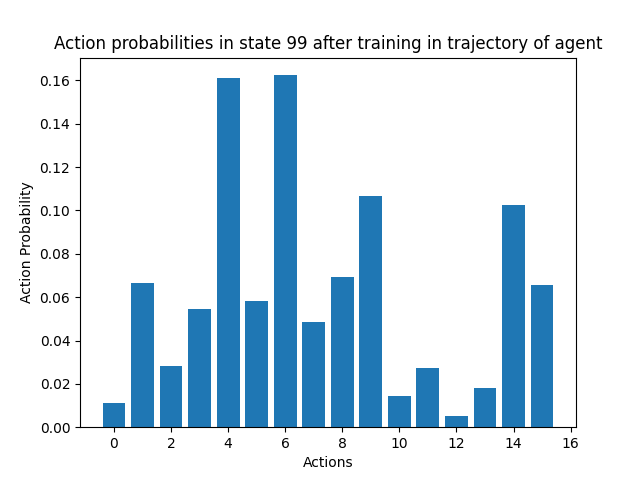 Action probabilities in state 99 after training in trajectory of agent
0.16
0.14
0.12
0.10
0.08
0.06
0.04
0.02
0.00
Action Probability
0 2 4 6 8 10 12 14 16
Actions